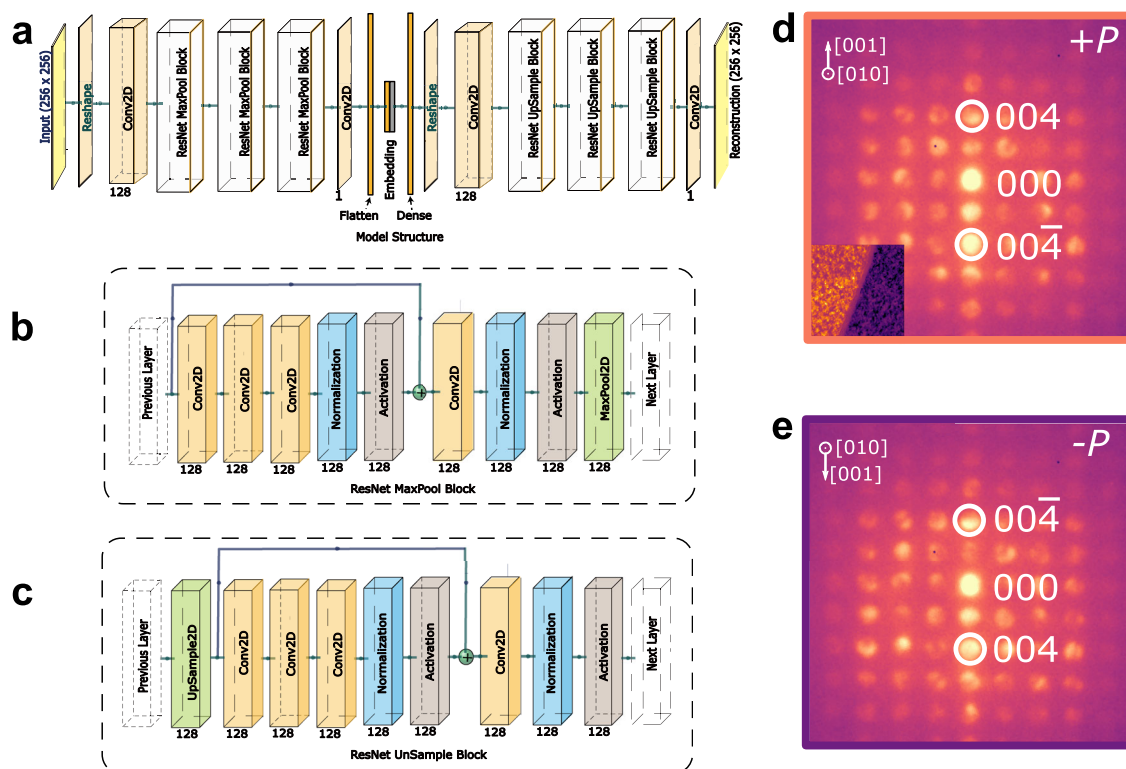 a
Input (256 x 256)
Reshape
Conv2D
128
ResNet MaxPool Block
ResNet MaxPool Block
ResNet MaxPool Block
Conv2D
1
Flatten
Embedding
Dense
Reshape
Conv2D
128
ResNet UpSample Block
ResNet UpSample Block
ResNet UpSample Block
Conv2D
1
Reconstruction (256 x 256)
Model Structure
b
Previous Layer
Conv2D
128
Conv2D
128
Conv2D
128
Normalization
128
Activation
128
+
Conv2D
128
Normalization
128
Activation
128
MaxPool2D
128
Next Layer
ResNet MaxPool Block
c
Previous Layer
UpSample2D
128
Conv2D
128
Conv2D
128
Conv2D
128
Normalization
128
Activation
128
+
Conv2D
128
Normalization
128
Activation
128
Next Layer
ResNet UnSample Block
d
+P
[001]
[010]
004
000
004̅
e
-P
[010]
[001]
004̅
000
004